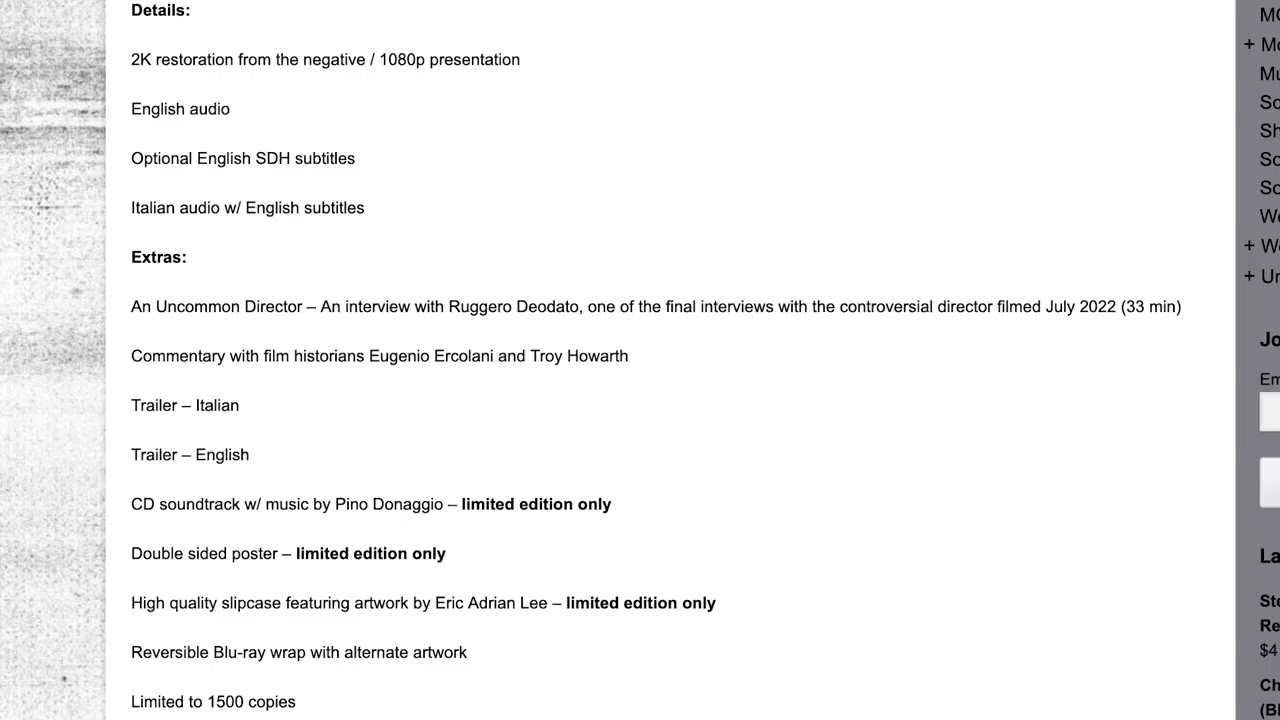 Details:
2K restoration from the negative / 1080p presentation
English audio
Optional English SDH subtitles
Italian audio w/ English subtitles
Extras:
An Uncommon Director – An interview with Ruggero Deodato, one of the final interviews with the controversial director filmed July 2022 (33 min)
Commentary with film historians Eugenio Ercolani and Troy Howarth
Trailer – Italian
Trailer – English
CD soundtrack w/ music by Pino Donaggio – limited edition only
Double sided poster – limited edition only
High quality slipcase featuring artwork by Eric Adrian Lee – limited edition only
Reversible Blu-ray wrap with alternate artwork
Limited to 1500 copies